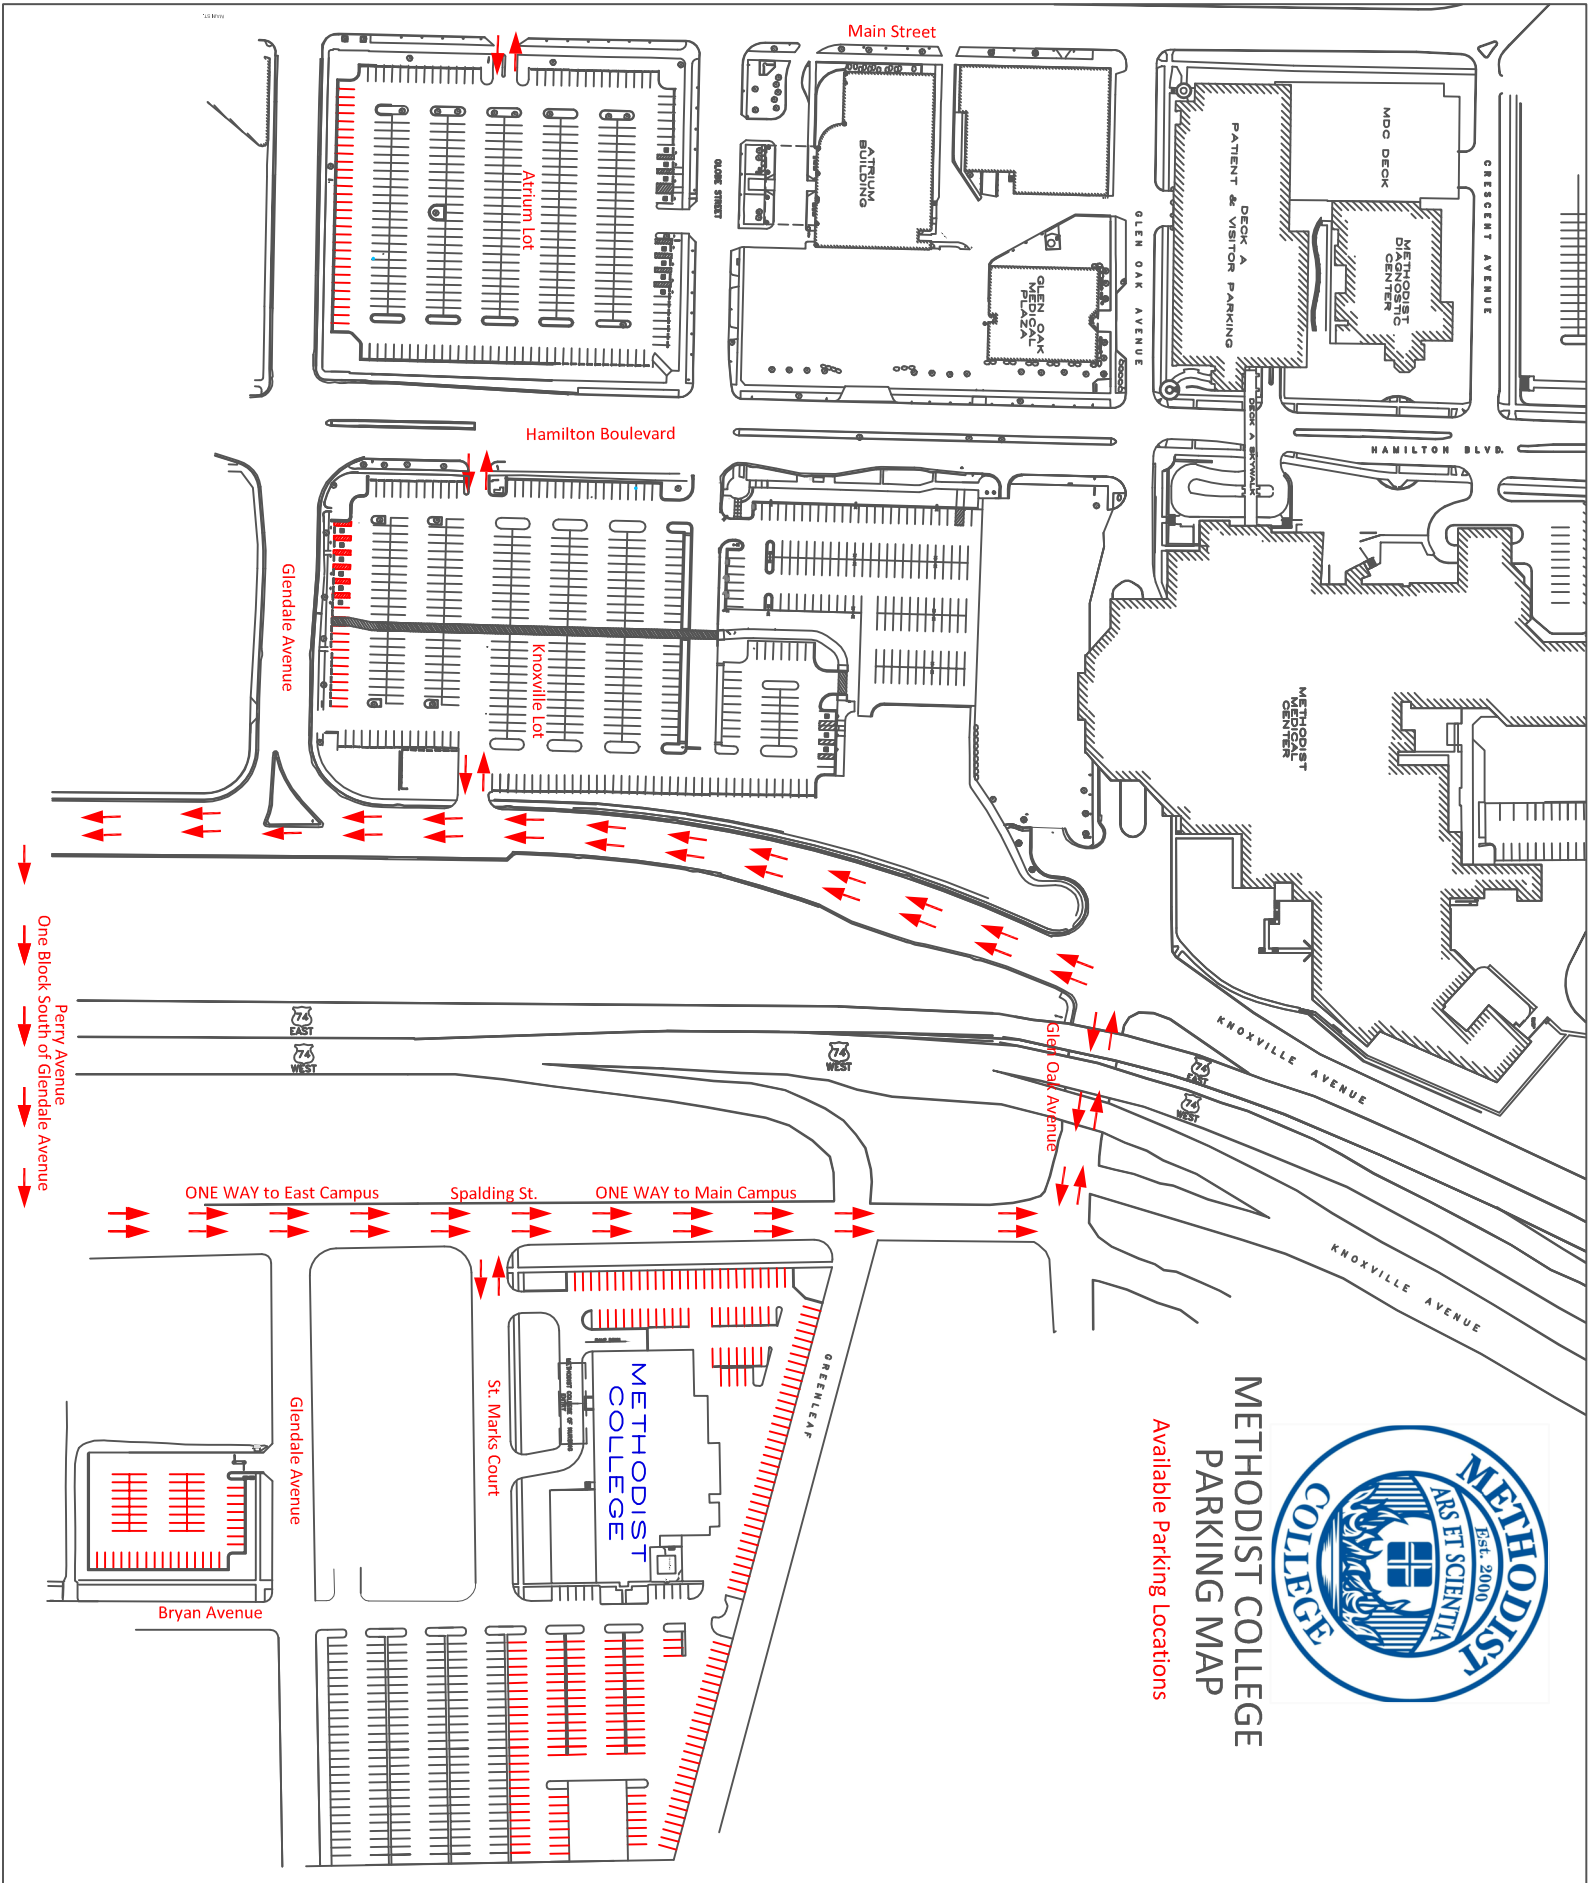 MAIN ST.
Main Street
Atrium Lot
GLOBE STREET
ATRIUM
BUILDING
GLEN OAK
MEDICAL
PLAZA
GLEN OAK AVENUE
DECK A
PATIENT & VISITOR PARKING
MDC DECK
METHODIST
DIAGNOSTIC
CENTER
CRESCENT AVENUE
Hamilton Boulevard
HAMILTON BLVD.
DECK A SKYWALK
Glendale Avenue
Knoxville Lot
METHODIST
MEDICAL
CENTER
Perry Avenue
One Block South of Glendale Avenue
74
EAST
74
WEST
74
WEST
Glen Oak Avenue
74
EAST
74
WEST
KNOXVILLE AVENUE
KNOXVILLE AVENUE
ONE WAY to East Campus
Spalding St.
ONE WAY to Main Campus
St. Marks Court
Glendale Avenue
METHODIST
COLLEGE
GREENLEAF
Bryan Avenue
METHODIST COLLEGE
PARKING MAP
Available Parking Locations
METHODIST
Est. 2000
ARS ET SCIENTIA
COLLEGE